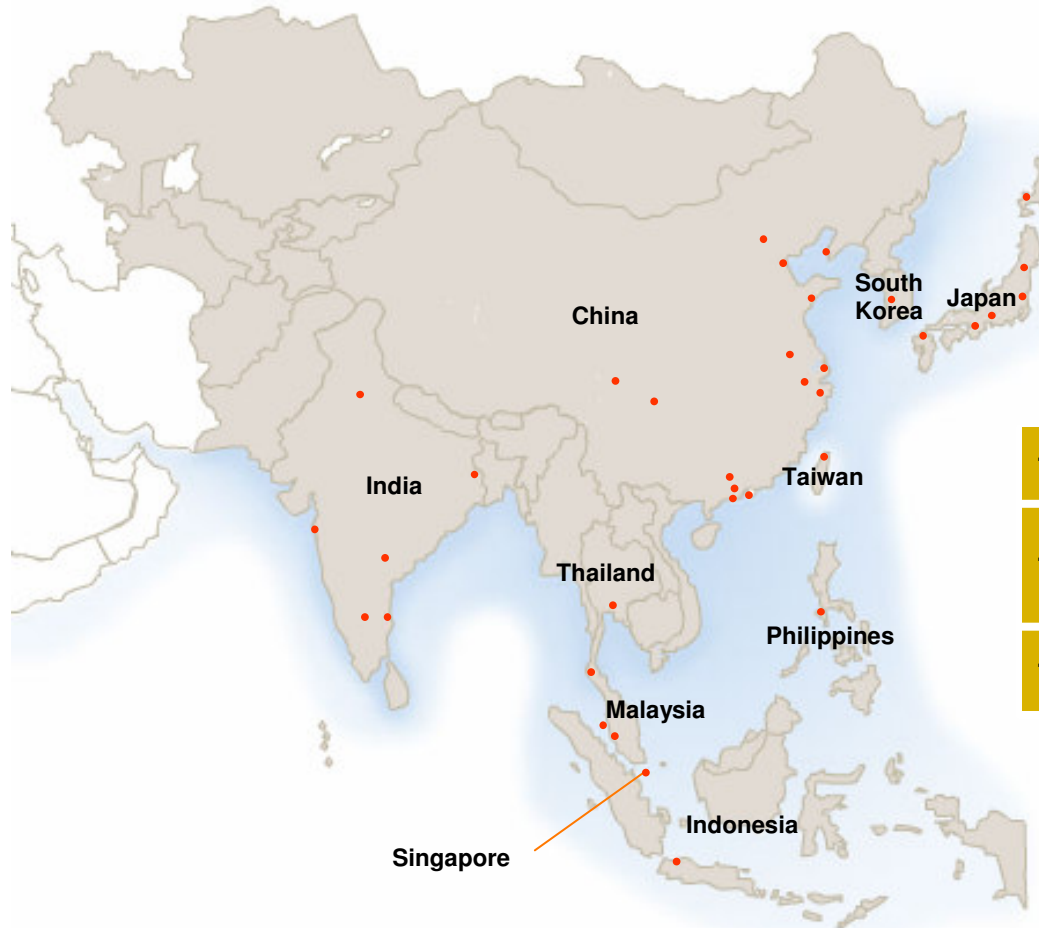 South
Korea
Japan
China
India
Taiwan
Thailand
Philippines
Malaysia
Indonesia
Singapore